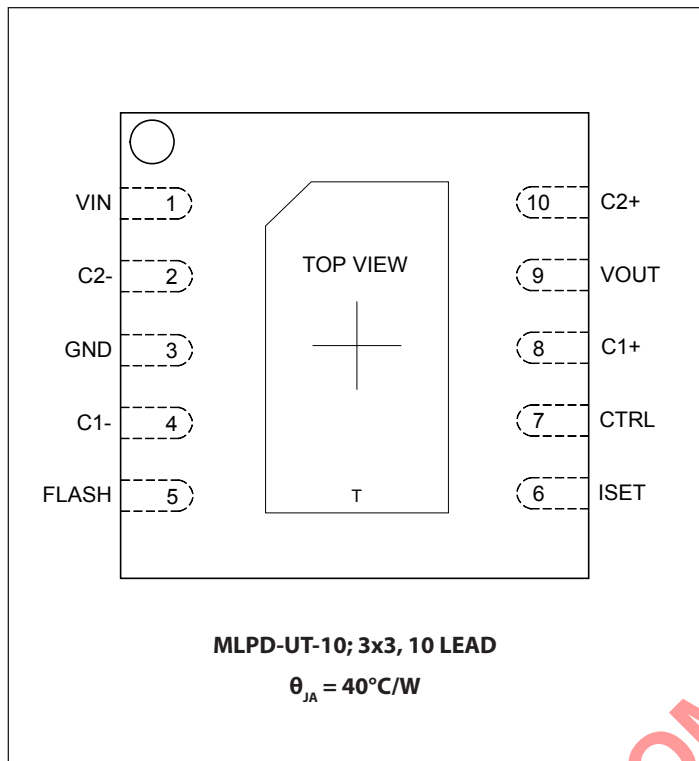 VIN 1 10 C2+
C2- 2 TOP VIEW 9 VOUT
GND 3 8 C1+
C1- 4 7 CTRL
FLASH 5 T 6 ISET
MLPD-UT-10; 3x3, 10 LEAD
θJA = 40°C/W